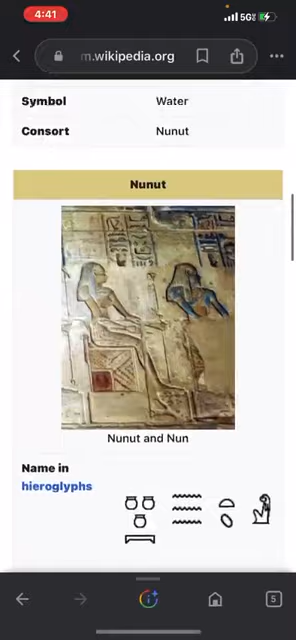 4:41
5G
m.wikipedia.org
Symbol Water
Consort Nunut
Nunut
Nunut and Nun
Name in
hieroglyphs
5